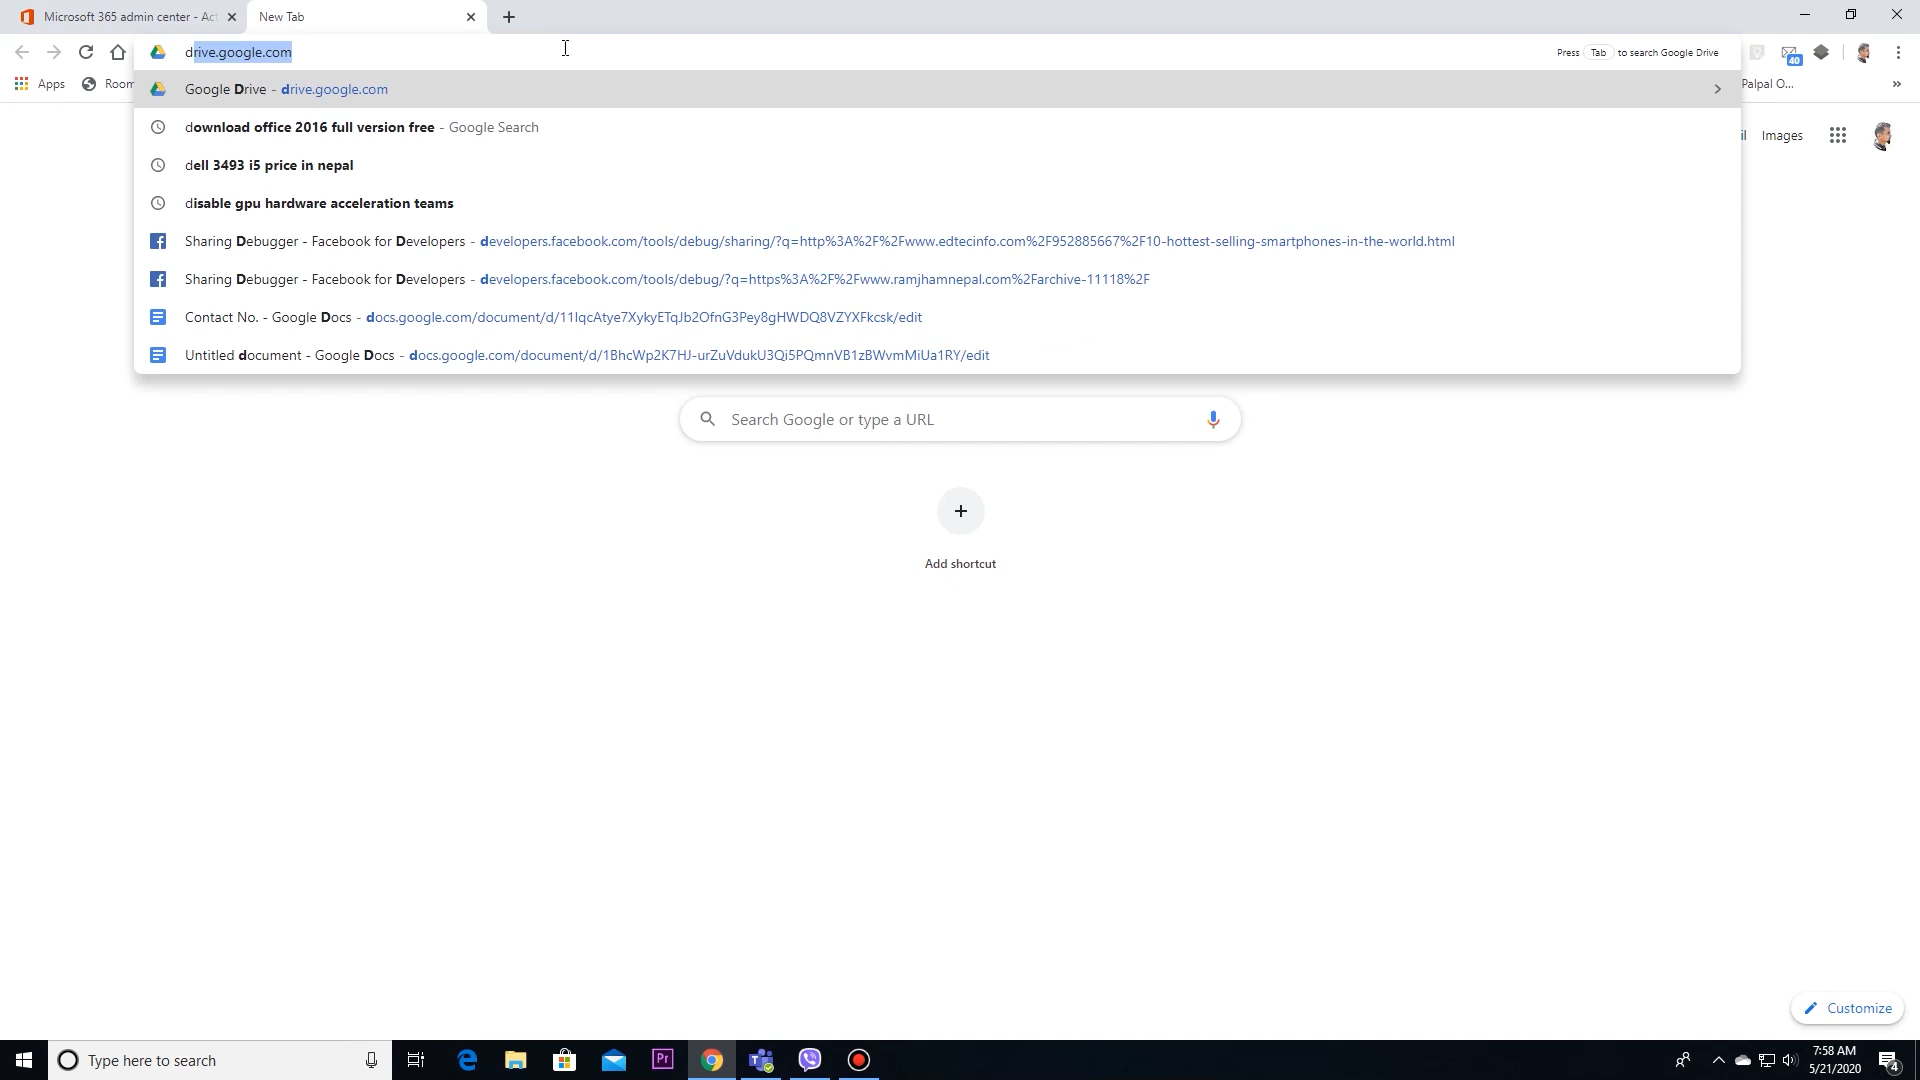 Microsoft 365 admin center - Act
New Tab
drive.google.com
Press Tab to search Google Drive
40
Apps
Room
Palpal O...
»
Google Drive - drive.google.com
download office 2016 full version free - Google Search
dell 3493 i5 price in nepal
disable gpu hardware acceleration teams
Sharing Debugger - Facebook for Developers - developers.facebook.com/tools/debug/sharing/?q=http%3A%2F%2Fwww.edtecinfo.com%2F952885667%2F10-hottest-selling-smartphones-in-the-world.html
Sharing Debugger - Facebook for Developers - developers.facebook.com/tools/debug/?q=https%3A%2F%2Fwww.ramjhamnepal.com%2Farchive-11118%2F
Contact No. - Google Docs - docs.google.com/document/d/11IqcAtye7XykyETqJb2OfnG3Pey8gHWDQ8VZYXFkcsk/edit
Untitled document - Google Docs - docs.google.com/document/d/1BhcWp2K7HJ-urZuVdukU3Qi5PQmnVB1zBWvmMiUa1RY/edit
il Images
Search Google or type a URL
Add shortcut
Customize
Type here to search
Pr
7:58 AM
5/21/2020
4